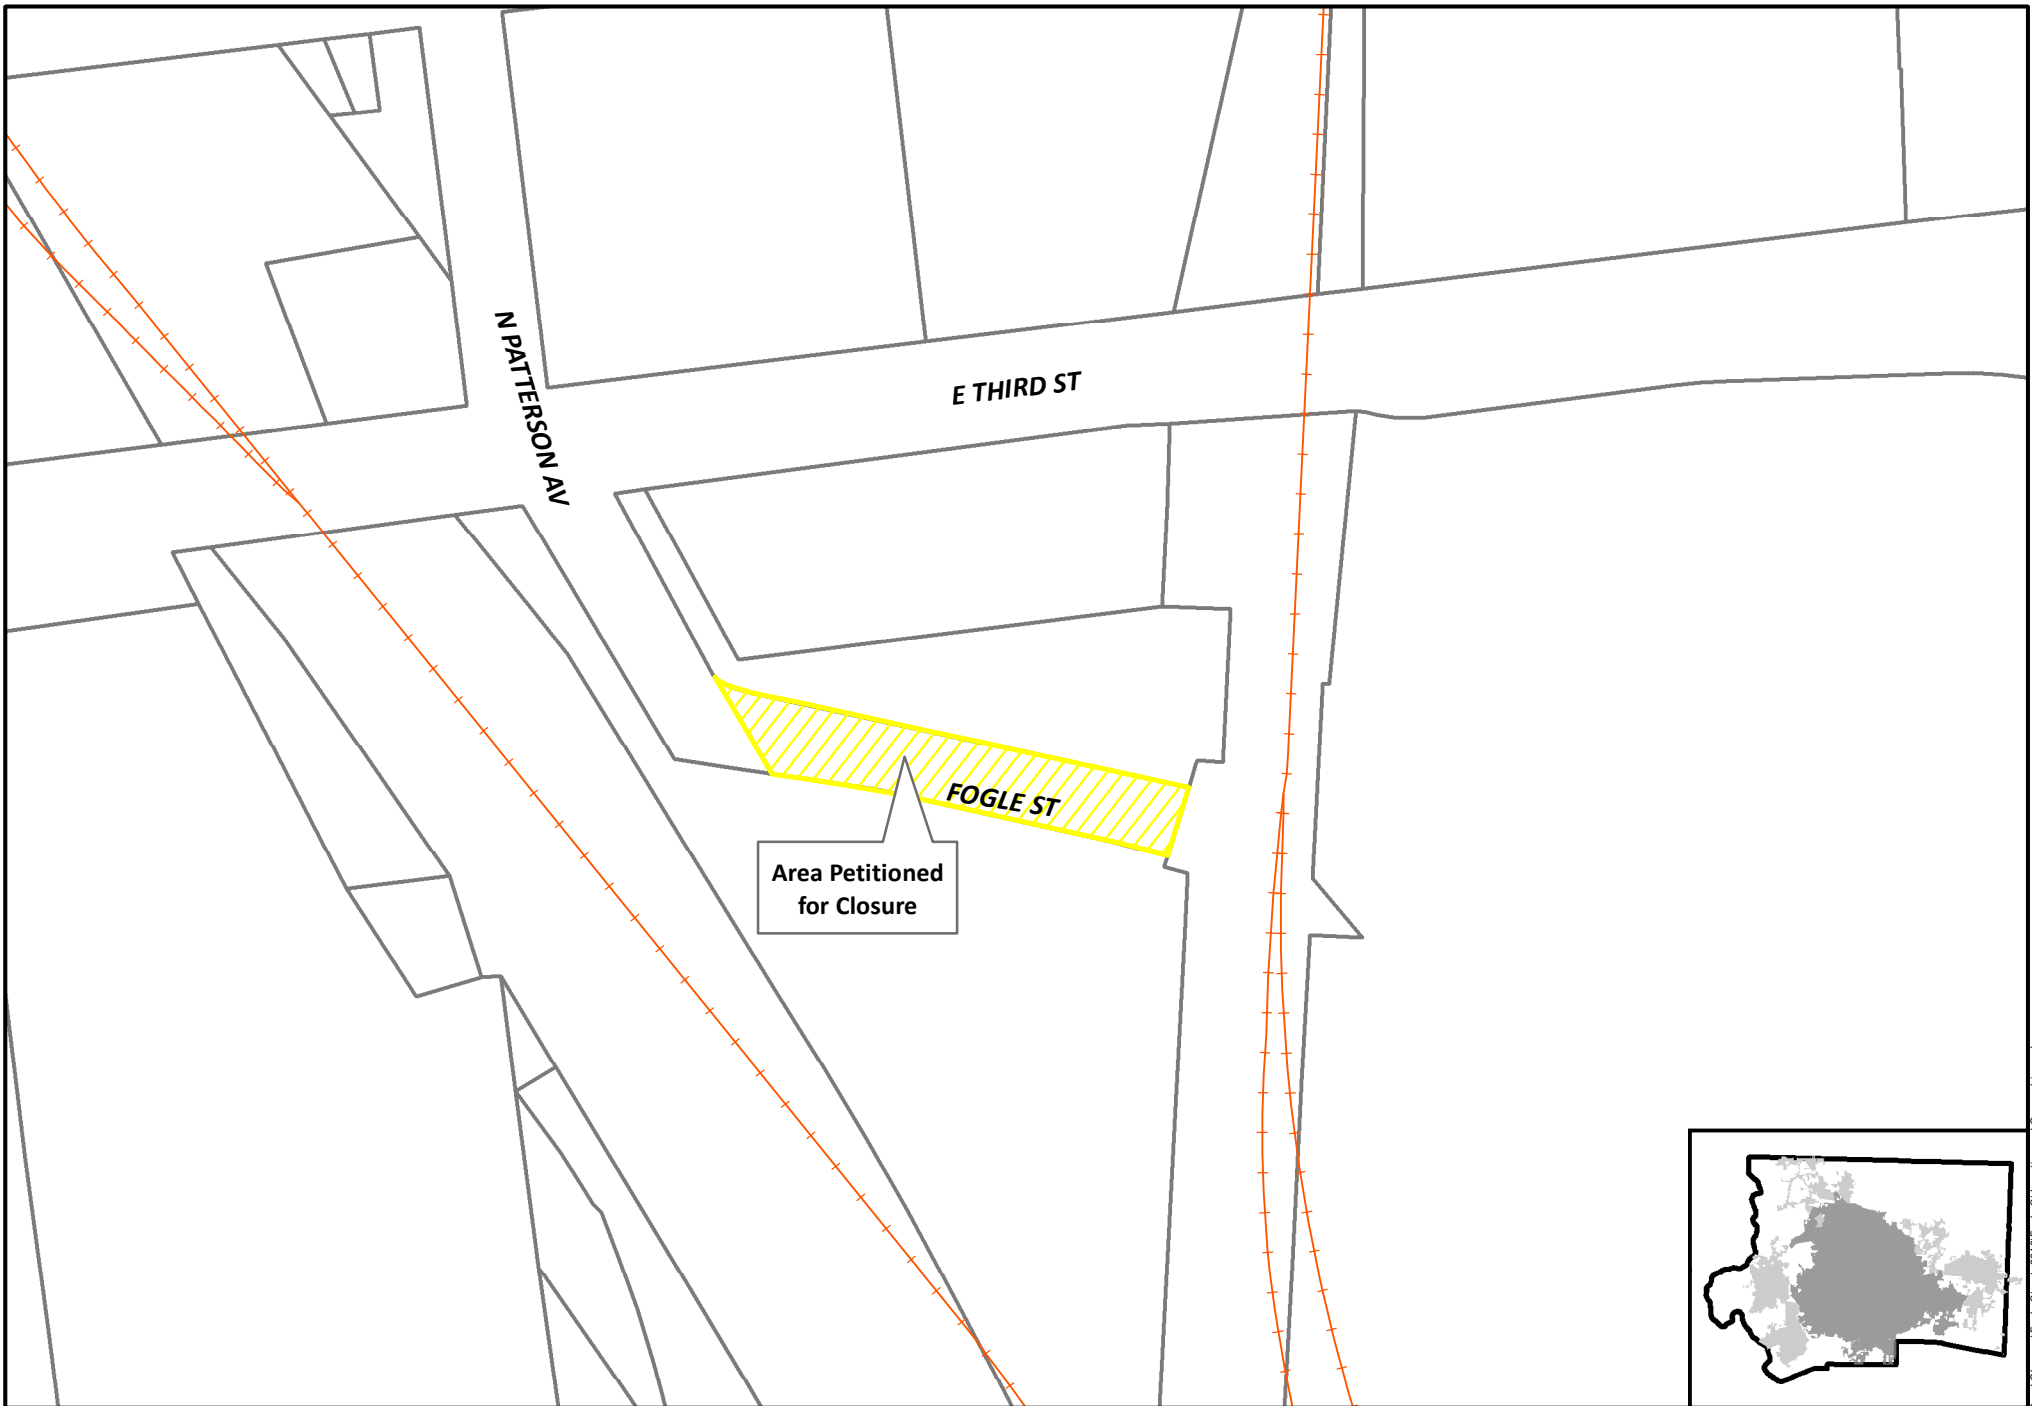 N PATTERSON AV
E THIRD ST
FOGLE ST
Area Petitioned
for Closure